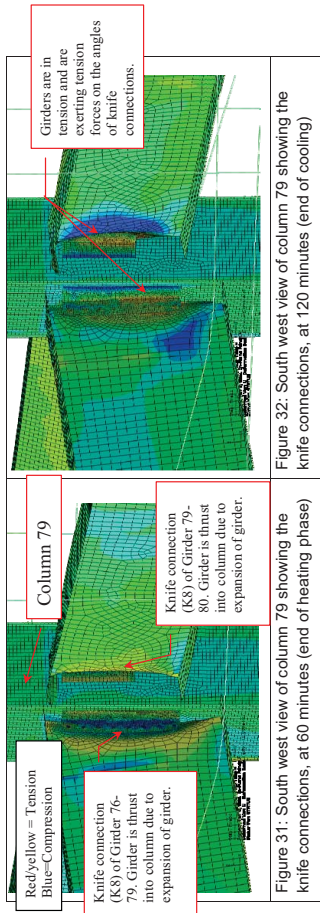 Red/yellow = Tension
Blue=Compression
Column 79
Knife connection
(K8) of Girder 76-
79. Girder is thrust
into column due to
expansion of girder.
Knife connection
(K8) of Girder 79-
80. Girder is thrust
into column due to
expansion of girder.
Figure 31: South west view of column 79 showing the
knife connections, at 60 minutes (end of heating phase)
Girders are in
tension and are
exerting tension
forces on the angles
of knife
connections.
Figure 32: South west view of column 79 showing the
knife connections, at 120 minutes (end of cooling)